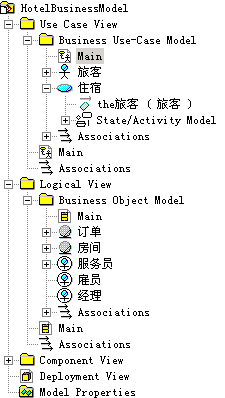 HotelBusinessModel
Use Case View
Business Use-Case Model
Main
旅客
住宿
the旅客 ( 旅客 )
State/Activity Model
Associations
Main
Associations
Logical View
Business Object Model
Main
订单
房间
服务员
雇员
经理
Associations
Main
Associations
Component View
Deployment View
Model Properties